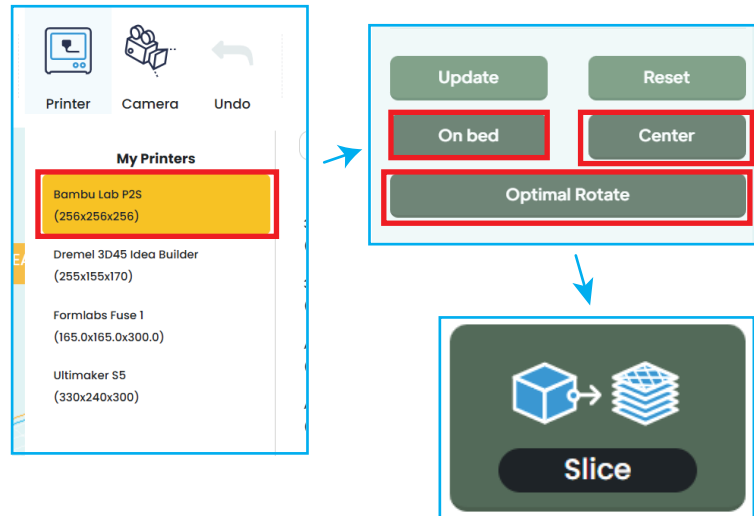 Printer
Camera
Undo
My Printers
Bambu Lab P2S
(256x256x256)
Dremel 3D45 Idea Builder
(255x155x170)
Formlabs Fuse 1
(165.0x165.0x300.0)
Ultimaker S5
(330x240x300)
Update
Reset
On bed
Center
Optimal Rotate
Slice